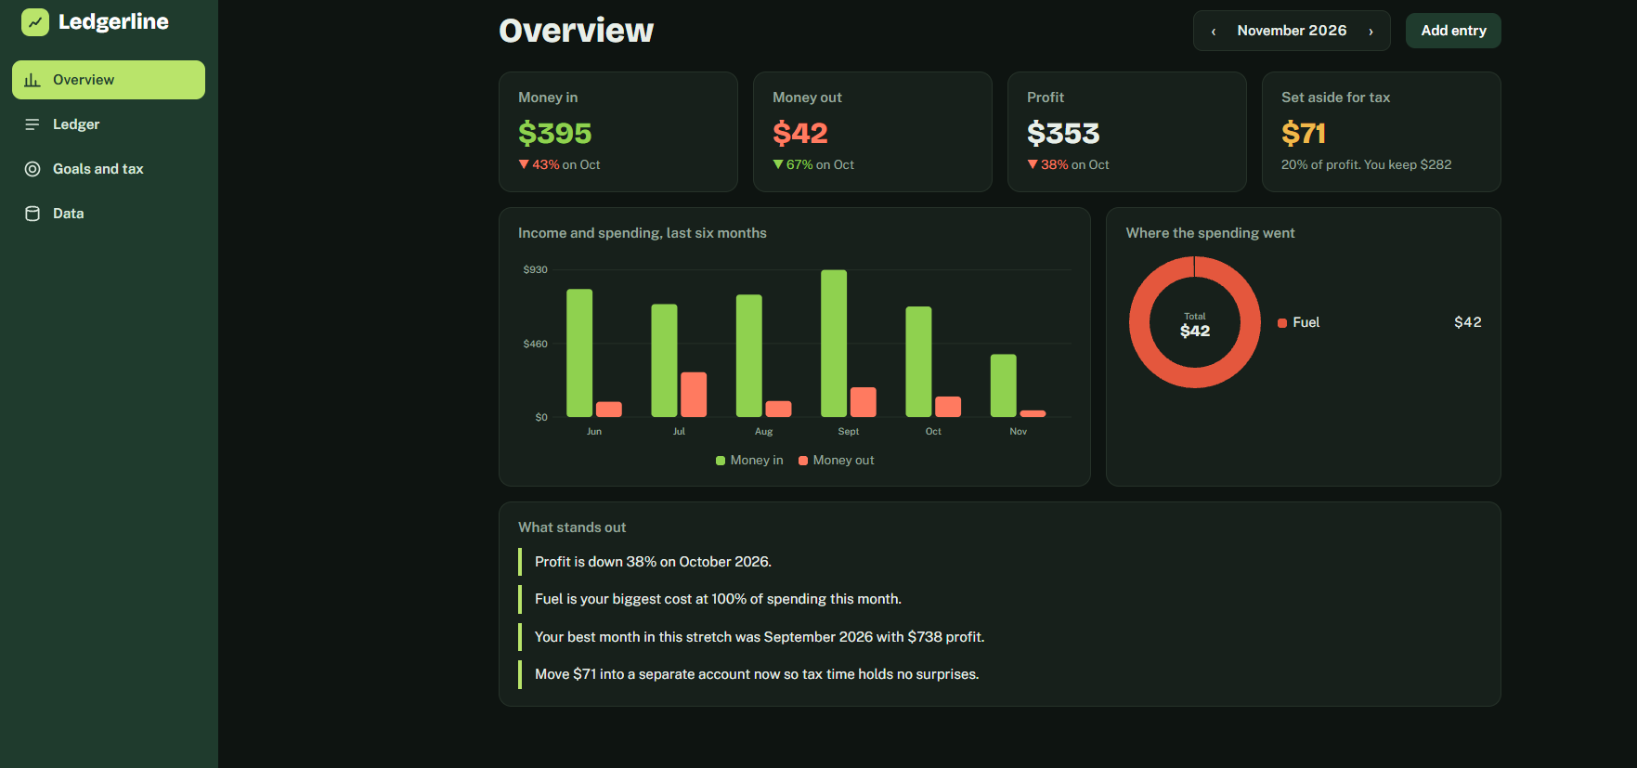 Ledgerline
Overview
Ledger
Goals and tax
Data
Overview
‹ November 2026 ›
Add entry
Money in
$395
▼ 43% on Oct
Money out
$42
▼ 67% on Oct
Profit
$353
▼ 38% on Oct
Set aside for tax
$71
20% of profit. You keep $282
Income and spending, last six months
$930
$460
$0
Jun Jul Aug Sept Oct Nov
Money in Money out
Where the spending went
Total
$42
Fuel $42
What stands out
Profit is down 38% on October 2026.
Fuel is your biggest cost at 100% of spending this month.
Your best month in this stretch was September 2026 with $738 profit.
Move $71 into a separate account now so tax time holds no surprises.